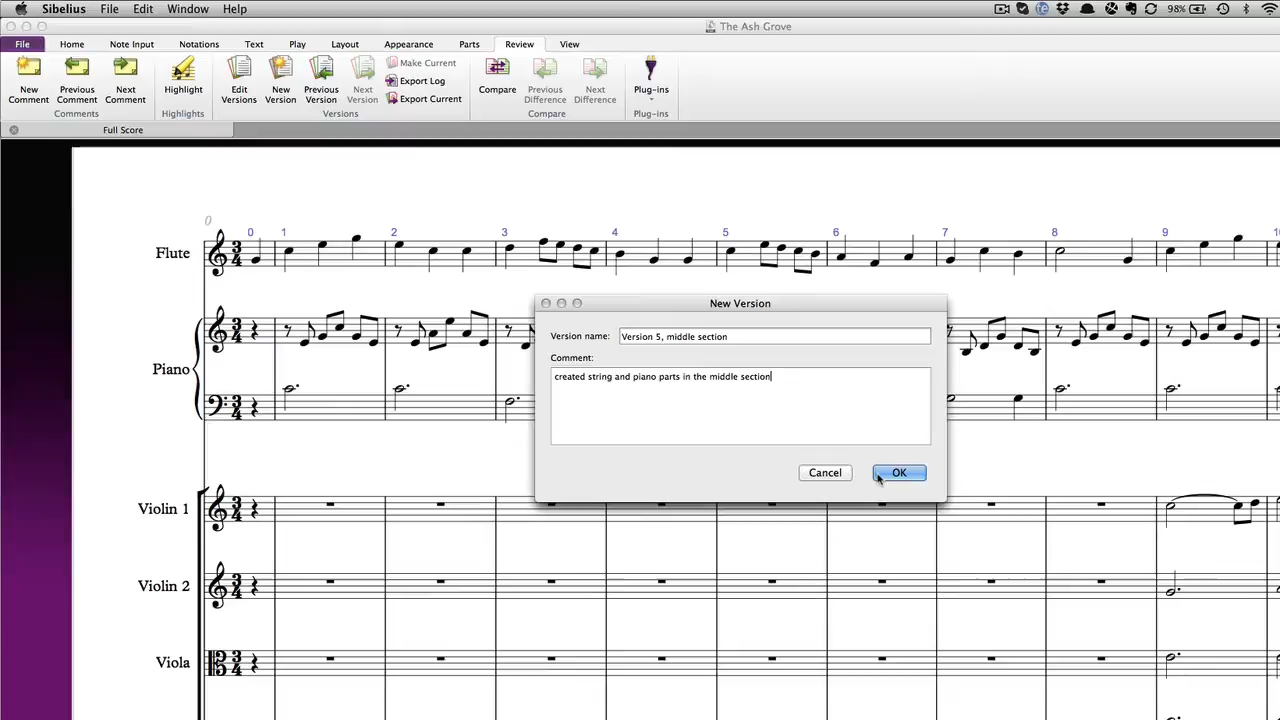 Sibelius File Edit Window Help 98%
The Ash Grove
File Home Note Input Notations Text Play Layout Appearance Parts Review View
New Comment
Previous Comment
Next Comment
Comments
Highlight
Highlights
Edit Versions
New Version
Previous Version
Next Version
Make Current
Export Log
Export Current
Versions
Compare
Previous Difference
Next Difference
Compare
Plug-ins
Plug-ins
Full Score
0
0 1 2 3 4 5 6 7 8 9
Flute
Piano
New Version
Version name: Version 5, middle section
Comment:
created string and piano parts in the middle section
Cancel OK
Violin 1
Violin 2
Viola